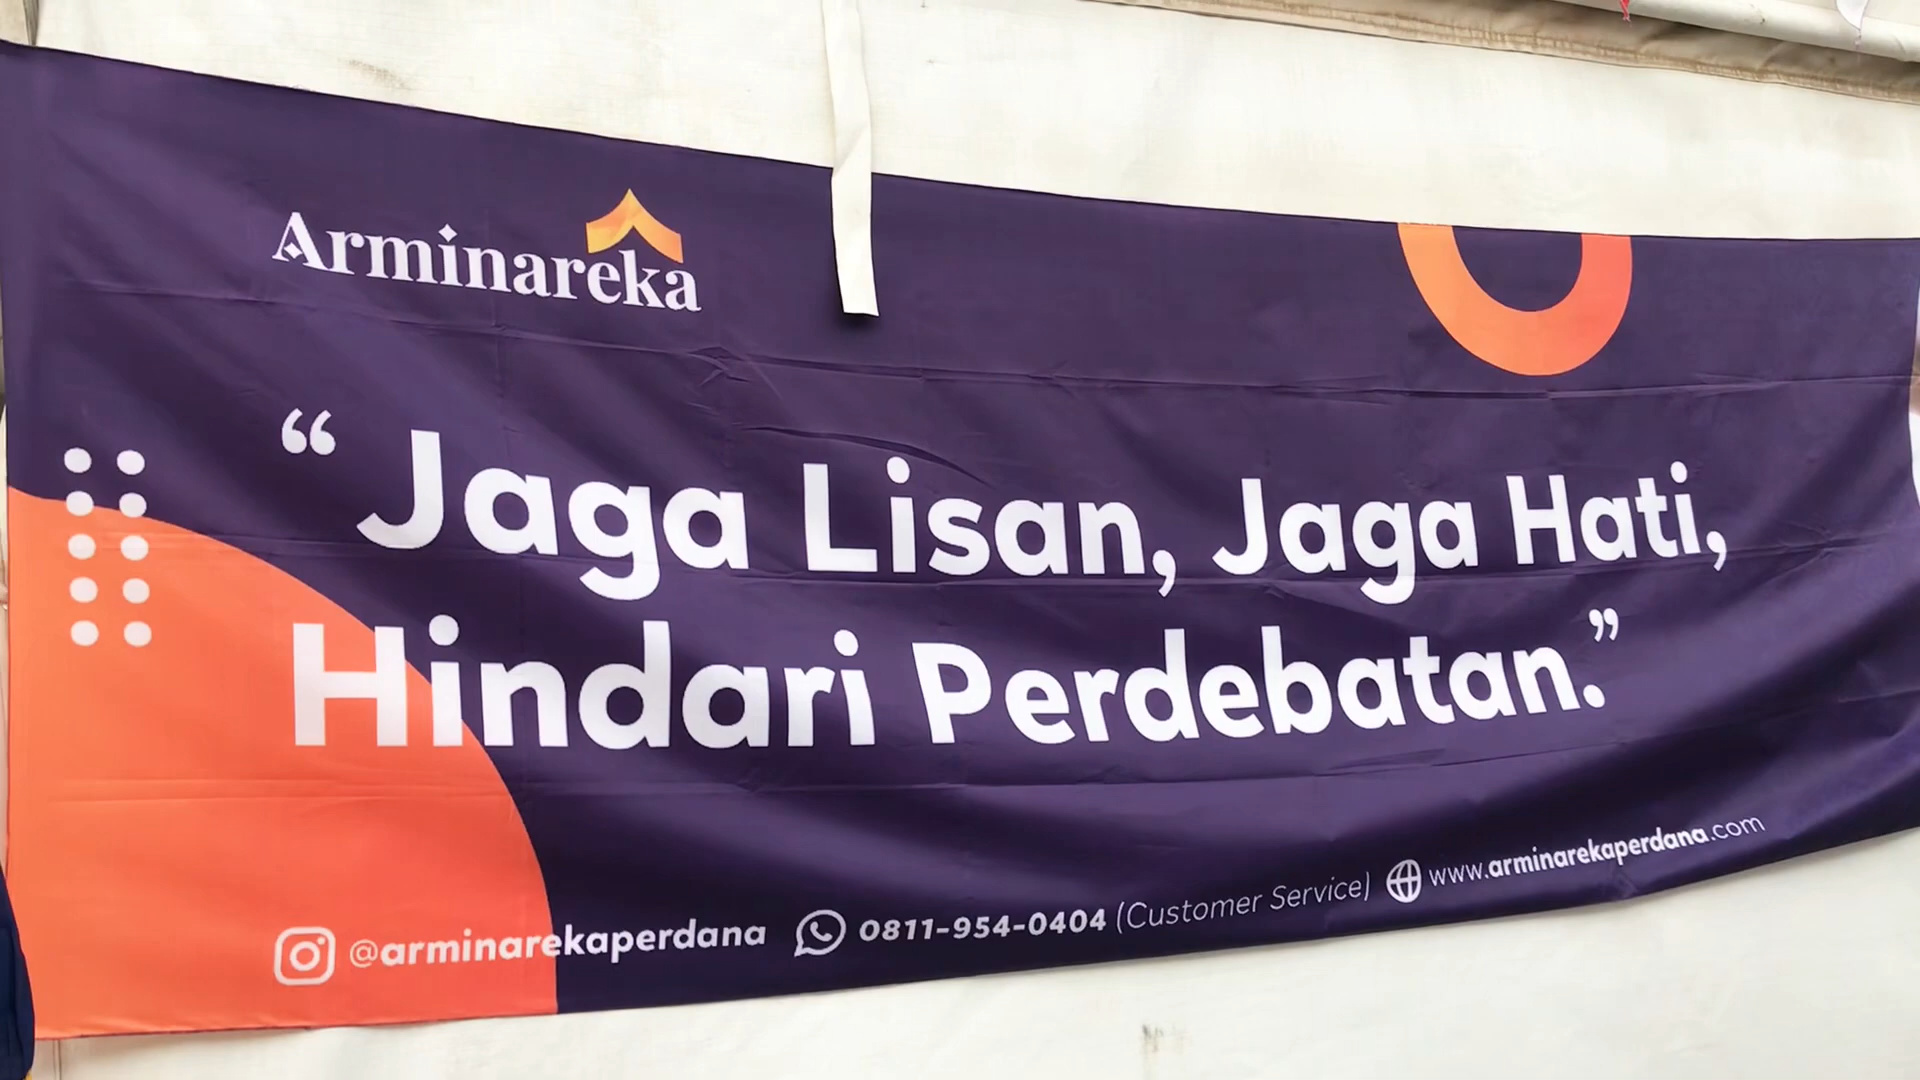 Arminareka
“Jaga Lisan, Jaga Hati,
Hindari Perdebatan.”
@arminarekaperdana 0811-954-0404 (Customer Service) www.arminarekaperdana.com